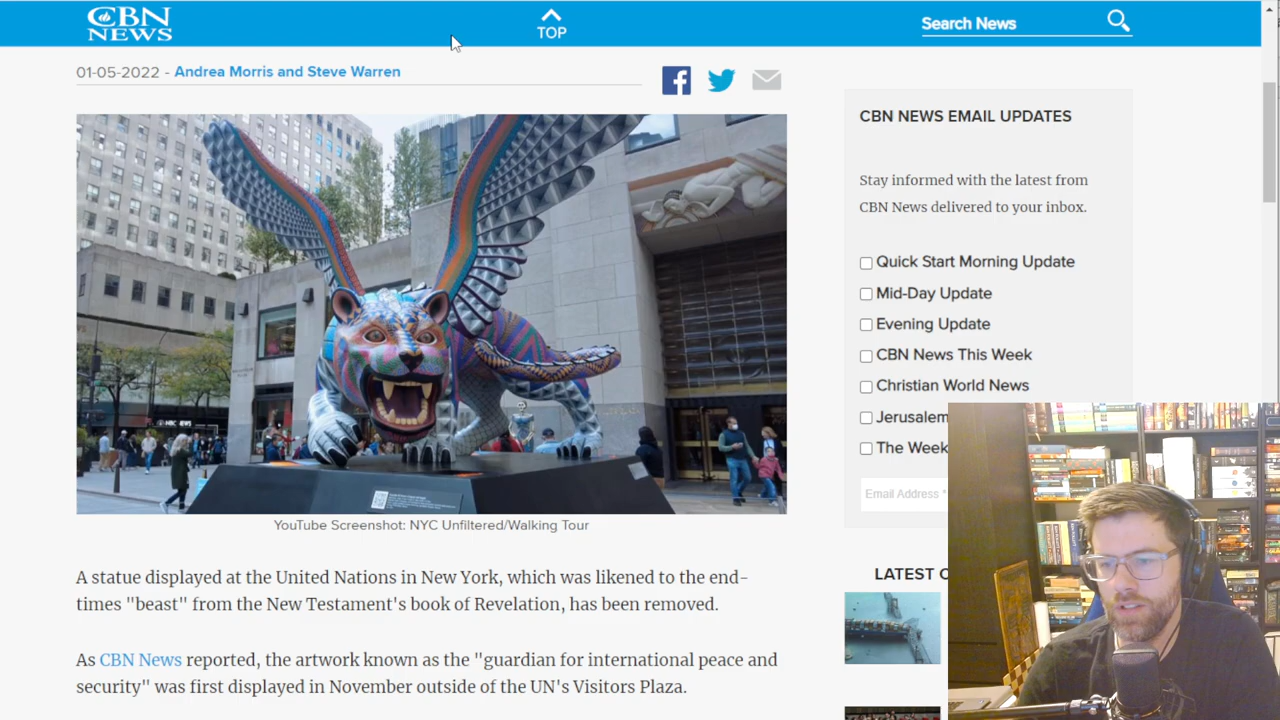 CBN
NEWS
TOP
Search News
01-05-2022 - Andrea Morris and Steve Warren
CBN NEWS EMAIL UPDATES
Stay informed with the latest from
CBN News delivered to your inbox.
Quick Start Morning Update
Mid-Day Update
Evening Update
CBN News This Week
Christian World News
Jerusalem
The Week
Email Address *
YouTube Screenshot: NYC Unfiltered/Walking Tour
A statue displayed at the United Nations in New York, which was likened to the end-
times "beast" from the New Testament's book of Revelation, has been removed.
As CBN News reported, the artwork known as the "guardian for international peace and
security" was first displayed in November outside of the UN's Visitors Plaza.
LATEST